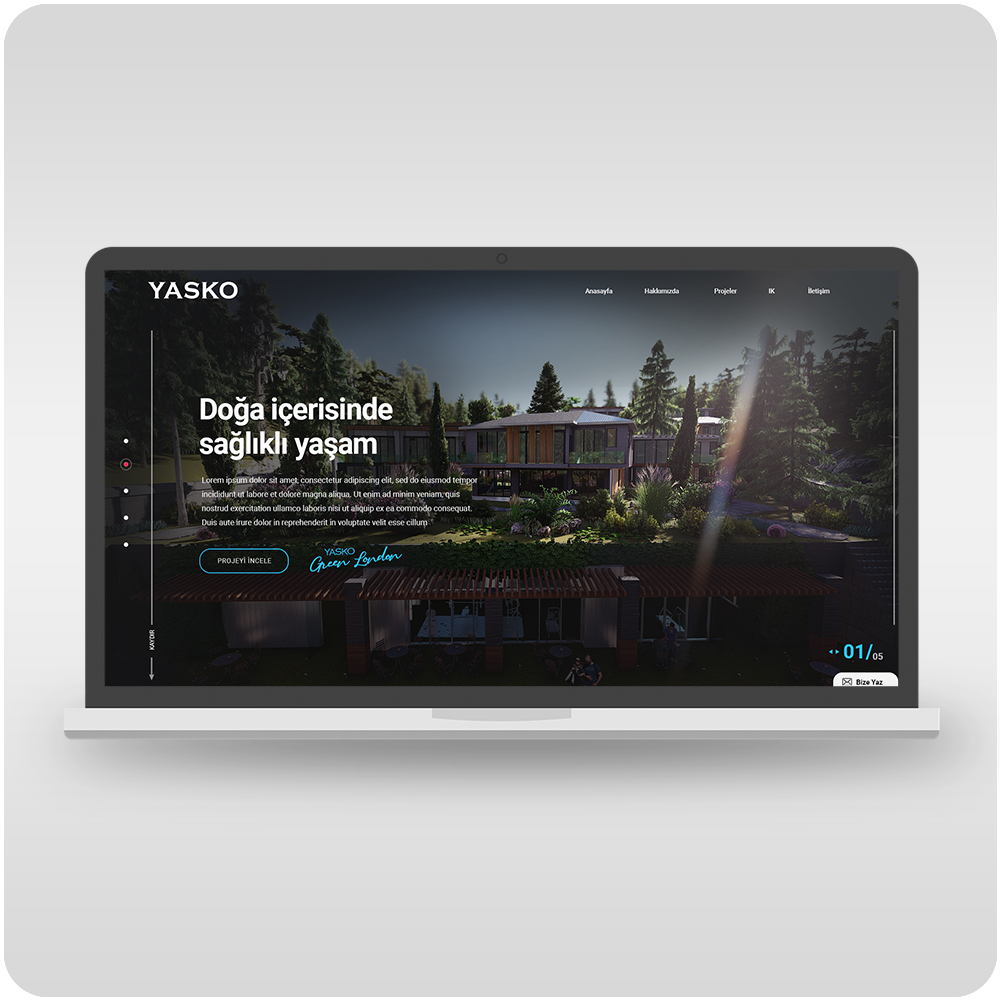 YASKO
Anasayfa Hakkımızda Projeler IK İletişim
Doğa içerisinde
sağlıklı yaşam
Lorem ipsum dolor sit amet, consectetur adipiscing elit, sed do eiusmod tempor
incididunt ut labore et dolore magna aliqua. Ut enim ad minim veniam, quis
nostrud exercitation ullamco laboris nisi ut aliquip ex ea commodo consequat.
Duis aute irure dolor in reprehenderit in voluptate velit esse cillum
PROJEYİ İNCELE
YASKO
Green London
KAYDIR
01/05
Bize Yaz